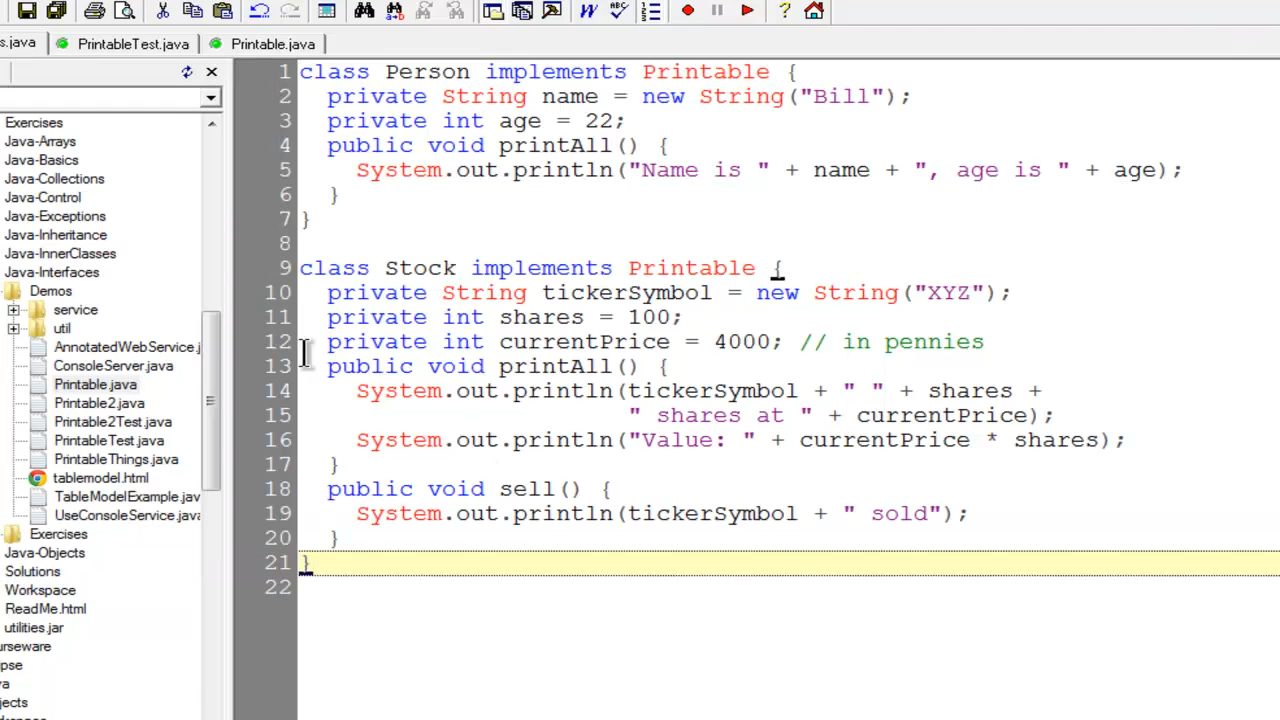 s.java
PrintableTest.java
Printable.java
Exercises
Java-Arrays
Java-Basics
Java-Collections
Java-Control
Java-Exceptions
Java-Inheritance
Java-InnerClasses
Java-Interfaces
Demos
service
util
AnnotatedWebService.j
ConsoleServer.java
Printable.java
Printable2.java
Printable2Test.java
PrintableTest.java
PrintableThings.java
tablemodel.html
TableModelExample.jav
UseConsoleService.java
Exercises
Java-Objects
Solutions
Workspace
ReadMe.html
utilities.jar
urseware
pse
va
ojects
1 class Person implements Printable {
2 private String name = new String("Bill");
3 private int age = 22;
4 public void printAll() {
5 System.out.println("Name is " + name + ", age is " + age);
6 }
7 }
8
9 class Stock implements Printable {
10 private String tickerSymbol = new String("XYZ");
11 private int shares = 100;
12 private int currentPrice = 4000; // in pennies
13 public void printAll() {
14 System.out.println(tickerSymbol + " " + shares +
15 " shares at " + currentPrice);
16 System.out.println("Value: " + currentPrice * shares);
17 }
18 public void sell() {
19 System.out.println(tickerSymbol + " sold");
20 }
21 }
22